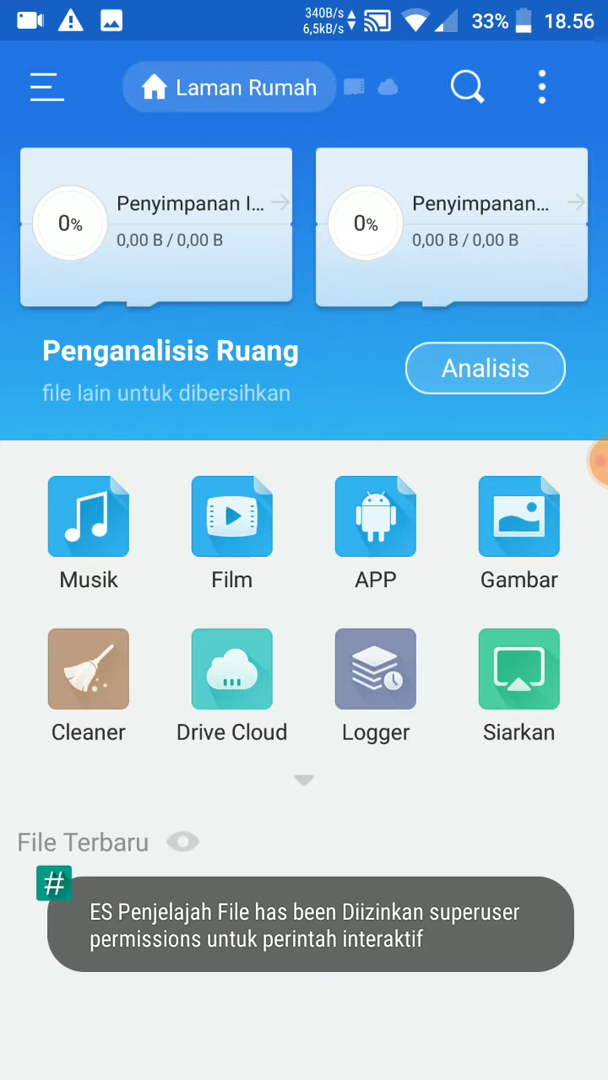 340B/s
6,5kB/s
33%
18.56
Laman Rumah
0%
Penyimpanan I...
0,00 B / 0,00 B
0%
Penyimpanan...
0,00 B / 0,00 B
Penganalisis Ruang
file lain untuk dibersihkan
Analisis
Musik
Film
APP
Gambar
Cleaner
Drive Cloud
Logger
Siarkan
File Terbaru
#
ES Penjelajah File has been Diizinkan superuser
permissions untuk perintah interaktif